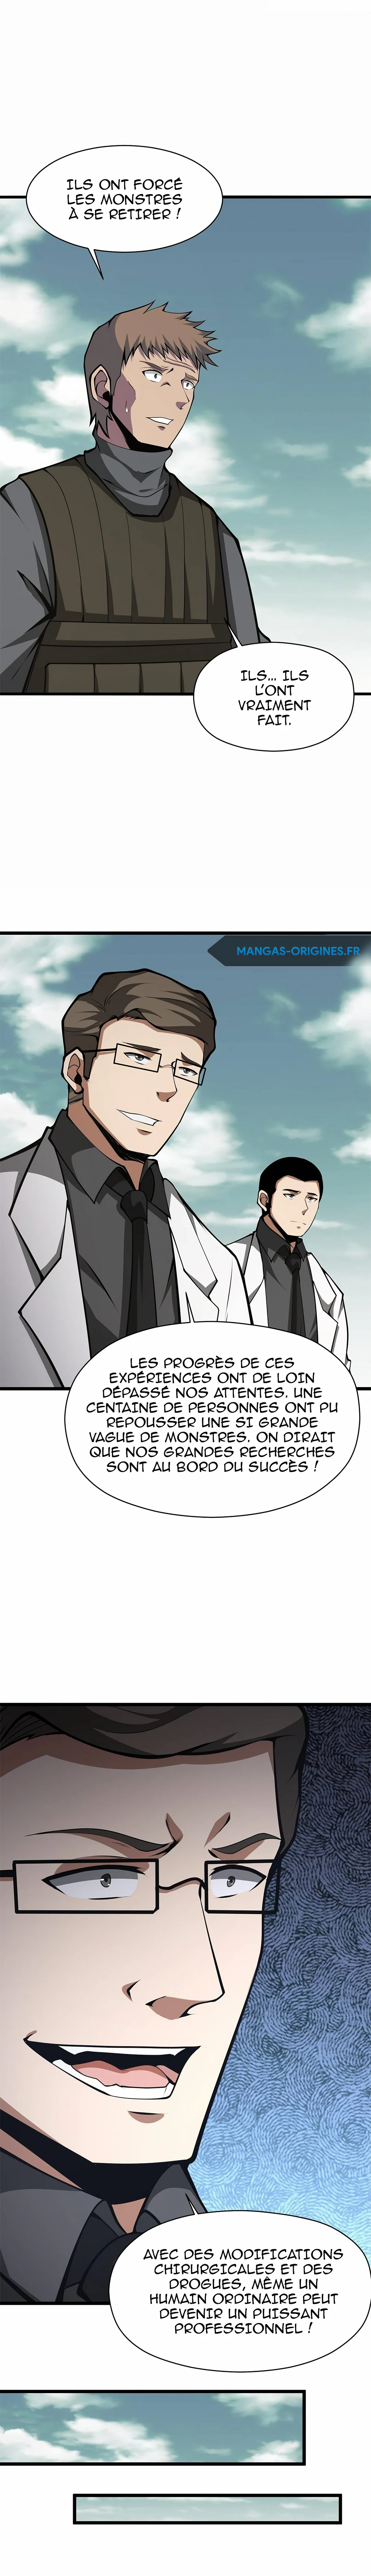 ILS ONT FORCÉ
LES MONSTRES
À SE RETIRER !
ILS... ILS
L'ONT
VRAIMENT
FAIT.
MANGAS-ORIGINES.FR
LES PROGRÈS DE CES
EXPÉRIENCES ONT DE LOIN
DÉPASSÉ NOS ATTENTES. UNE
CENTAINE DE PERSONNES ONT PU
REPOUSSER UNE SI GRANDE
VAGUE DE MONSTRES. ON DIRAIT
QUE NOS GRANDES RECHERCHES
SONT AU BORD DU SUCCÈS !
AVEC DES MODIFICATIONS
CHIRURGICALES ET DES
DROGUES, MÊME UN
HUMAIN ORDINAIRE PEUT
DEVENIR UN PUISSANT
PROFESSIONNEL !